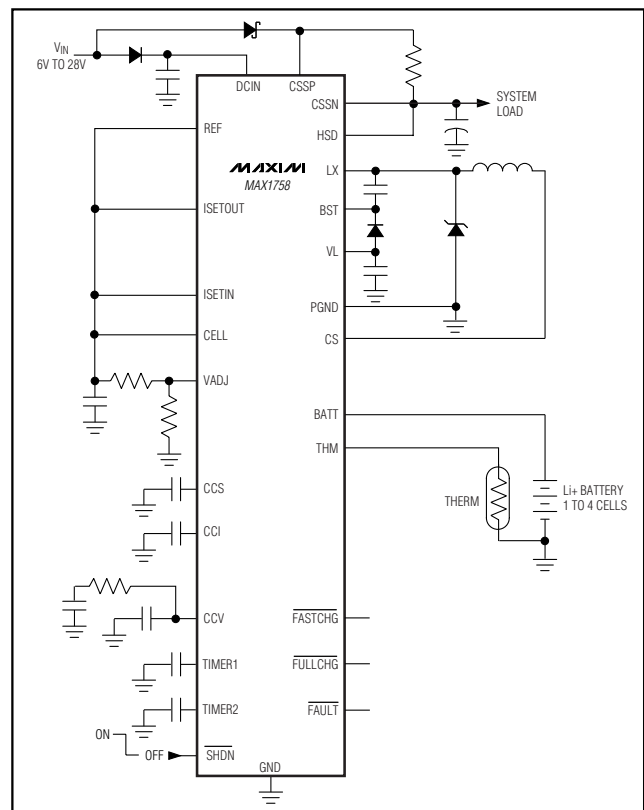 VIN
6V TO 28V
DCIN
CSSP
CSSN
SYSTEM
LOAD
HSD
REF
MAXIM
MAX1758
LX
ISETOUT
BST
VL
ISETIN
PGND
CELL
CS
VADJ
BATT
THM
CCS
THERM
Li+ BATTERY
1 TO 4 CELLS
CCI
CCV
FASTCHG
TIMER1
FULLCHG
TIMER2
FAULT
ON
OFF
SHDN
GND